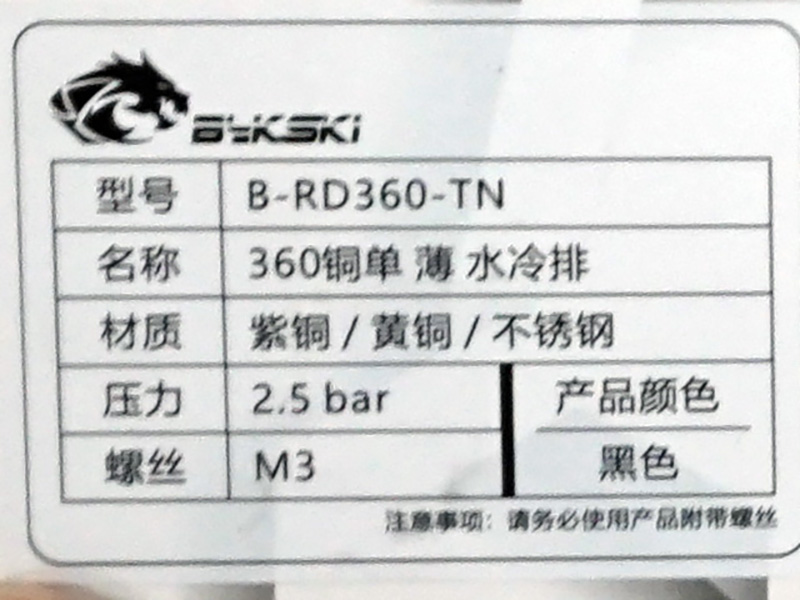 BYKSKI
型号 B-RD360-TN
名称 360铜单 薄 水冷排
材质 紫铜 / 黄铜 / 不锈钢
压力 2.5 bar 产品颜色
螺丝 M3 黑色
注意事项：请务必使用产品附带螺丝